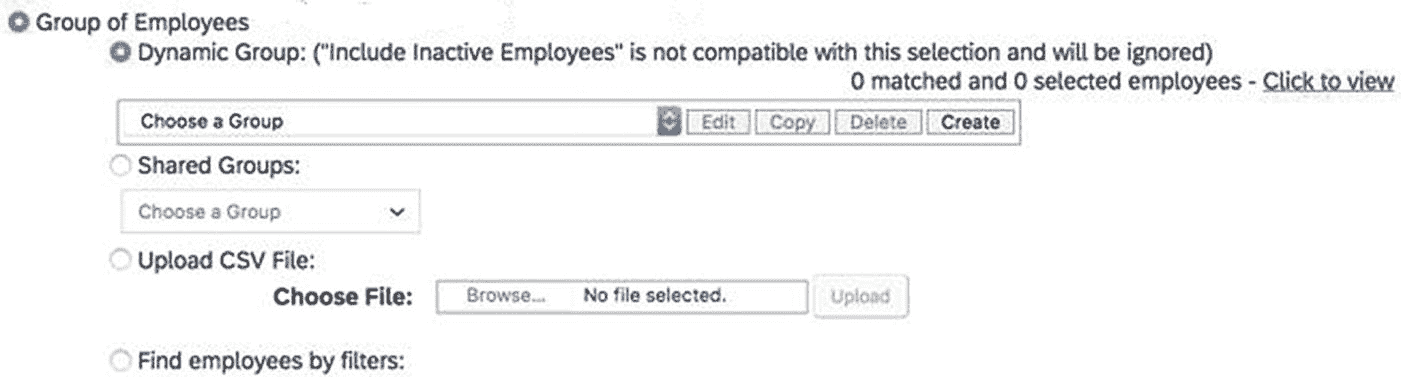 Group of Employees
Dynamic Group: ("Include Inactive Employees" is not compatible with this selection and will be ignored)
0 matched and 0 selected employees - Click to view
Choose a Group Edit Copy Delete Create
Shared Groups:
Choose a Group
Upload CSV File:
Choose File: Browse... No file selected. Upload
Find employees by filters: